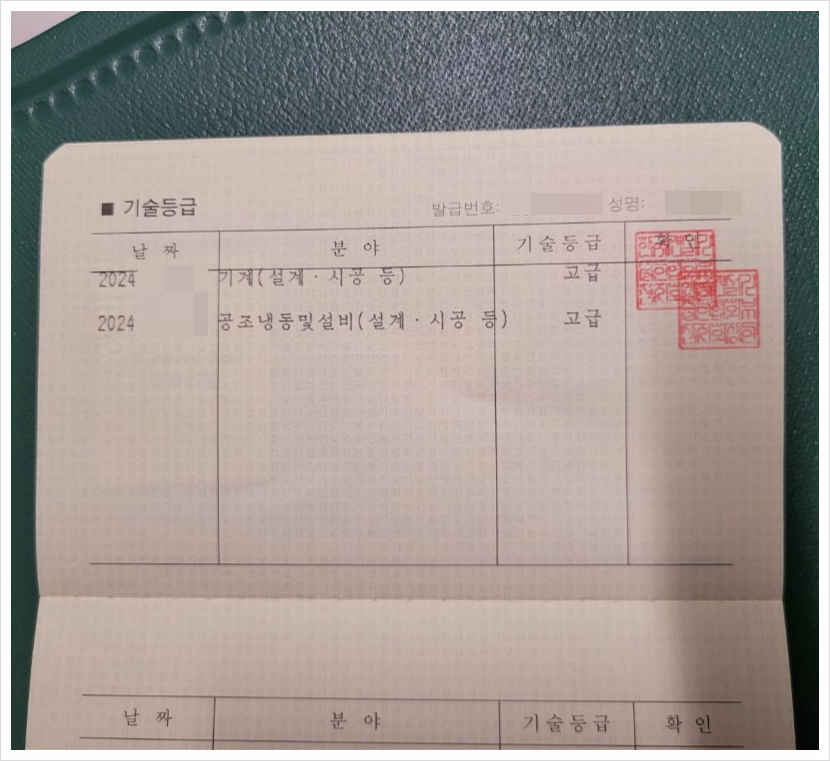 ■ 기술등급 발급번호: 성명:
날 짜 분 야 기술등급 확 인
2024 기계(설계 · 시공 등) 고급
2024 공조냉동및설비(설계 · 시공 등) 고급
날 짜 분 야 기술등급 확 인